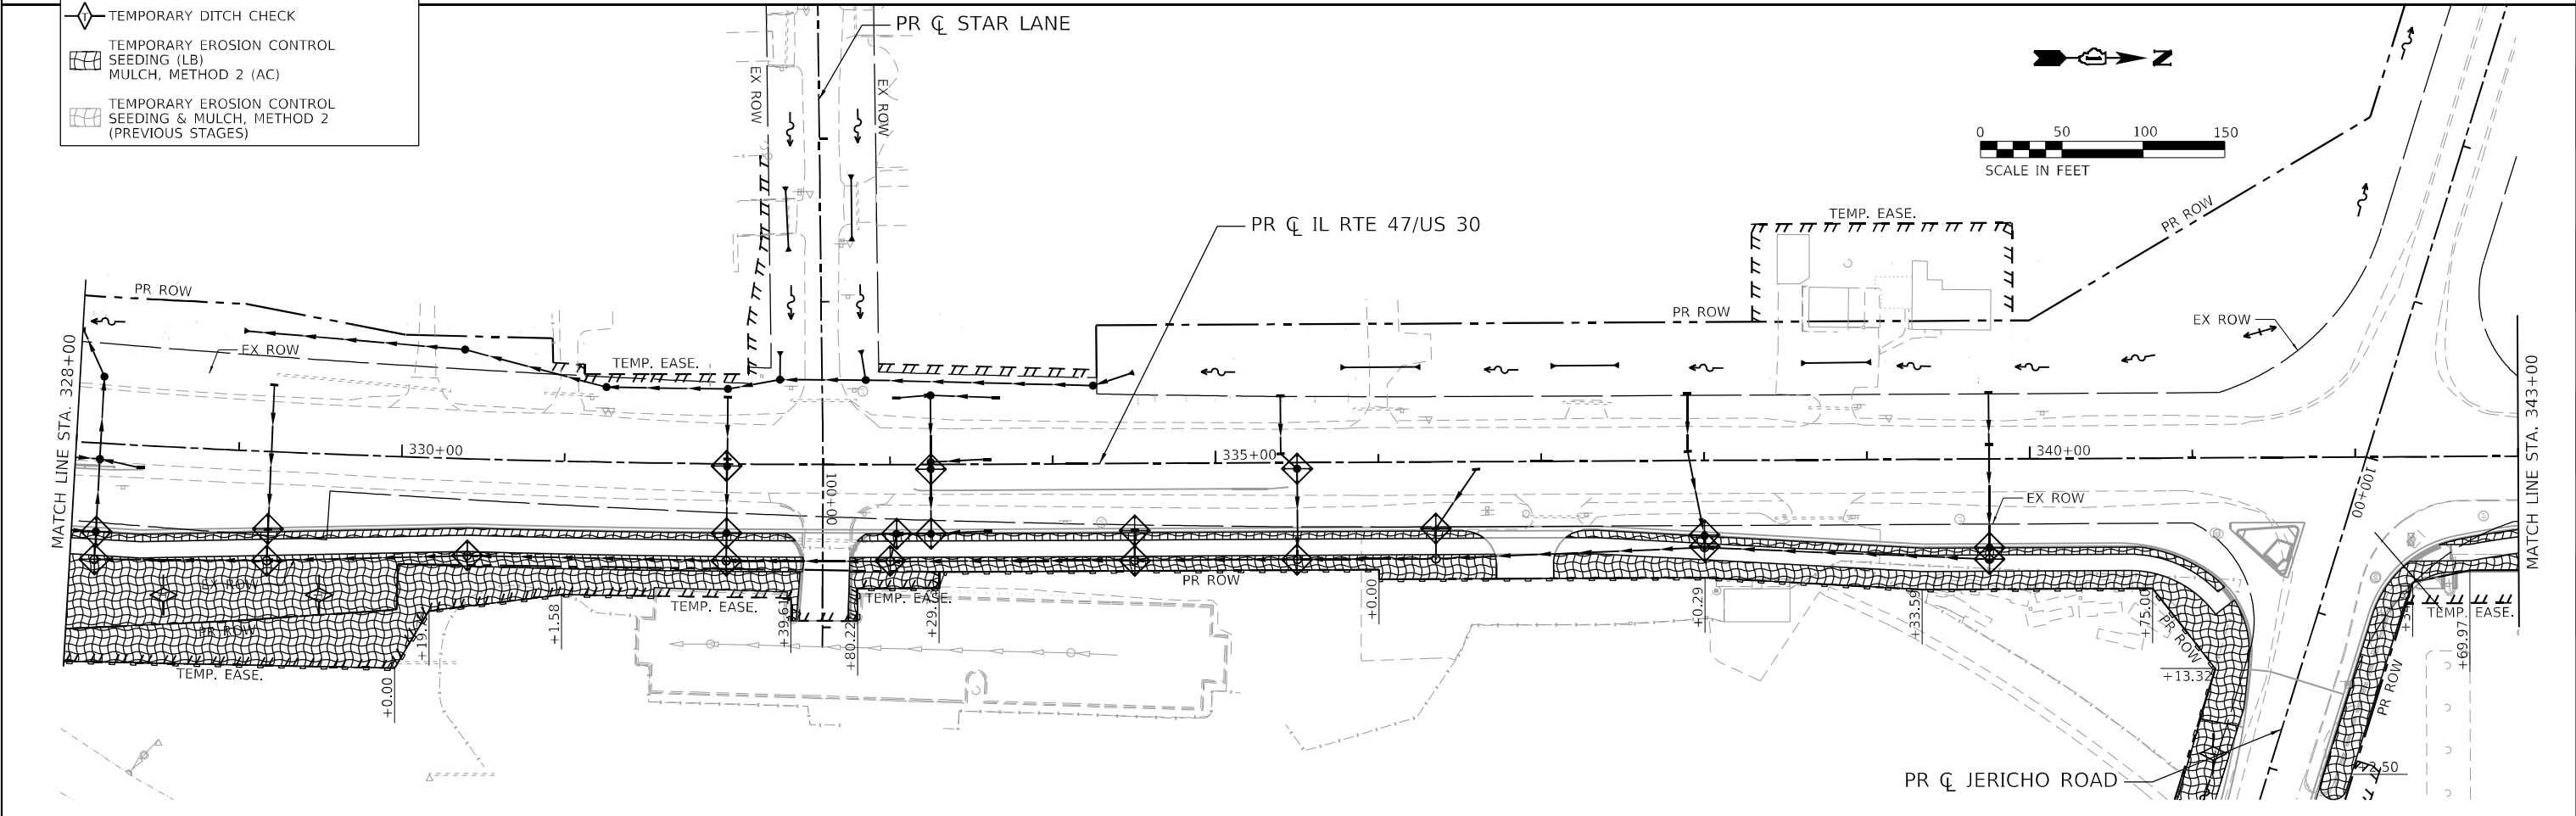 TEMPORARY DITCH CHECK
TEMPORARY EROSION CONTROL
SEEDING (LB)
MULCH, METHOD 2 (AC)
TEMPORARY EROSION CONTROL
SEEDING & MULCH, METHOD 2
(PREVIOUS STAGES)
PR ℄ STAR LANE
EX ROW
EX ROW
N
0 50 100 150
SCALE IN FEET
PR ℄ IL RTE 47/US 30
TEMP. EASE.
PR ROW
PR ROW
PR ROW
EX ROW
EX ROW
TEMP. EASE.
MATCH LINE STA. 328+00
330+00
335+00
340+00
100+00
100+00
EX ROW
MATCH LINE STA. 343+00
EX ROW
PR ROW
TEMP. EASE.
TEMP. EASE.
TEMP. EASE.
PR ROW
+0.00
+1.58
+80.22
+0.00
+0.29
+33.59
+75.00
PR ROW
+13.32
PR ROW
TEMP. EASE.
+69.97
PR ℄ JERICHO ROAD